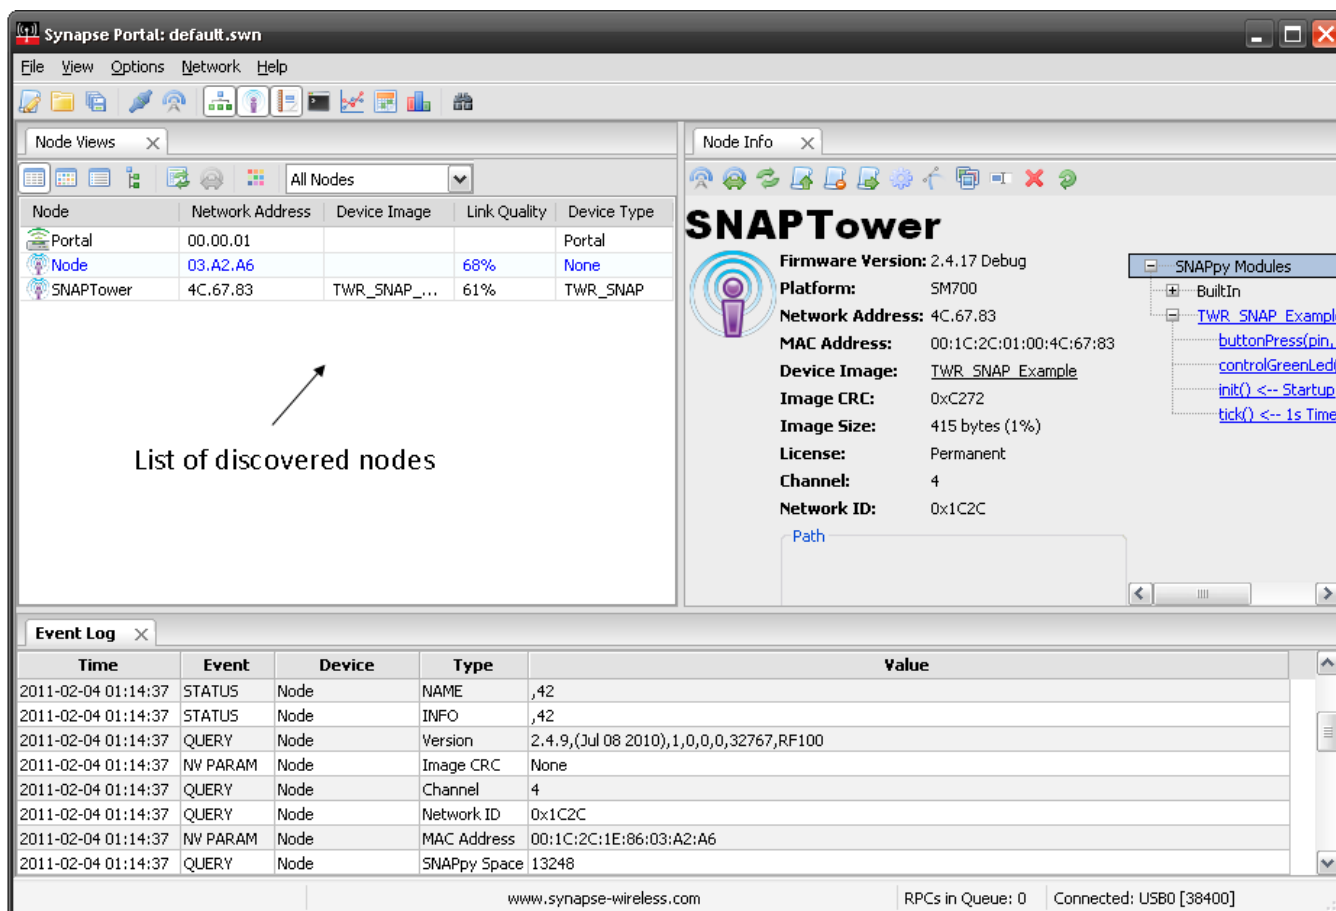 Synapse Portal: default.swn
File View Options Network Help
Node Views
All Nodes
Node Network Address Device Image Link Quality Device Type
Portal 00.00.01 Portal
Node 03.A2.A6 68% None
SNAPTower 4C.67.83 TWR_SNAP_... 61% TWR_SNAP
List of discovered nodes
Node Info
SNAPTower
Firmware Version: 2.4.17 Debug
Platform: SM700
Network Address: 4C.67.83
MAC Address: 00:1C:2C:01:00:4C:67:83
Device Image: TWR_SNAP_Example
Image CRC: 0xC272
Image Size: 415 bytes (1%)
License: Permanent
Channel: 4
Network ID: 0x1C2C
Path
SNAPpy Modules
BuiltIn
TWR_SNAP_Example
buttonPress(pin,
controlGreenLed(
init() <-- Startup
tick() <-- 1s Time
Event Log
Time Event Device Type Value
2011-02-04 01:14:37 STATUS Node NAME ,42
2011-02-04 01:14:37 STATUS Node INFO ,42
2011-02-04 01:14:37 QUERY Node Version 2.4.9,(Jul 08 2010),1,0,0,0,32767,RF100
2011-02-04 01:14:37 NV PARAM Node Image CRC None
2011-02-04 01:14:37 QUERY Node Channel 4
2011-02-04 01:14:37 QUERY Node Network ID 0x1C2C
2011-02-04 01:14:37 NV PARAM Node MAC Address 00:1C:2C:1E:86:03:A2:A6
2011-02-04 01:14:37 QUERY Node SNAPpy Space 13248
www.synapse-wireless.com RPCs in Queue: 0 Connected: USB0 [38400]